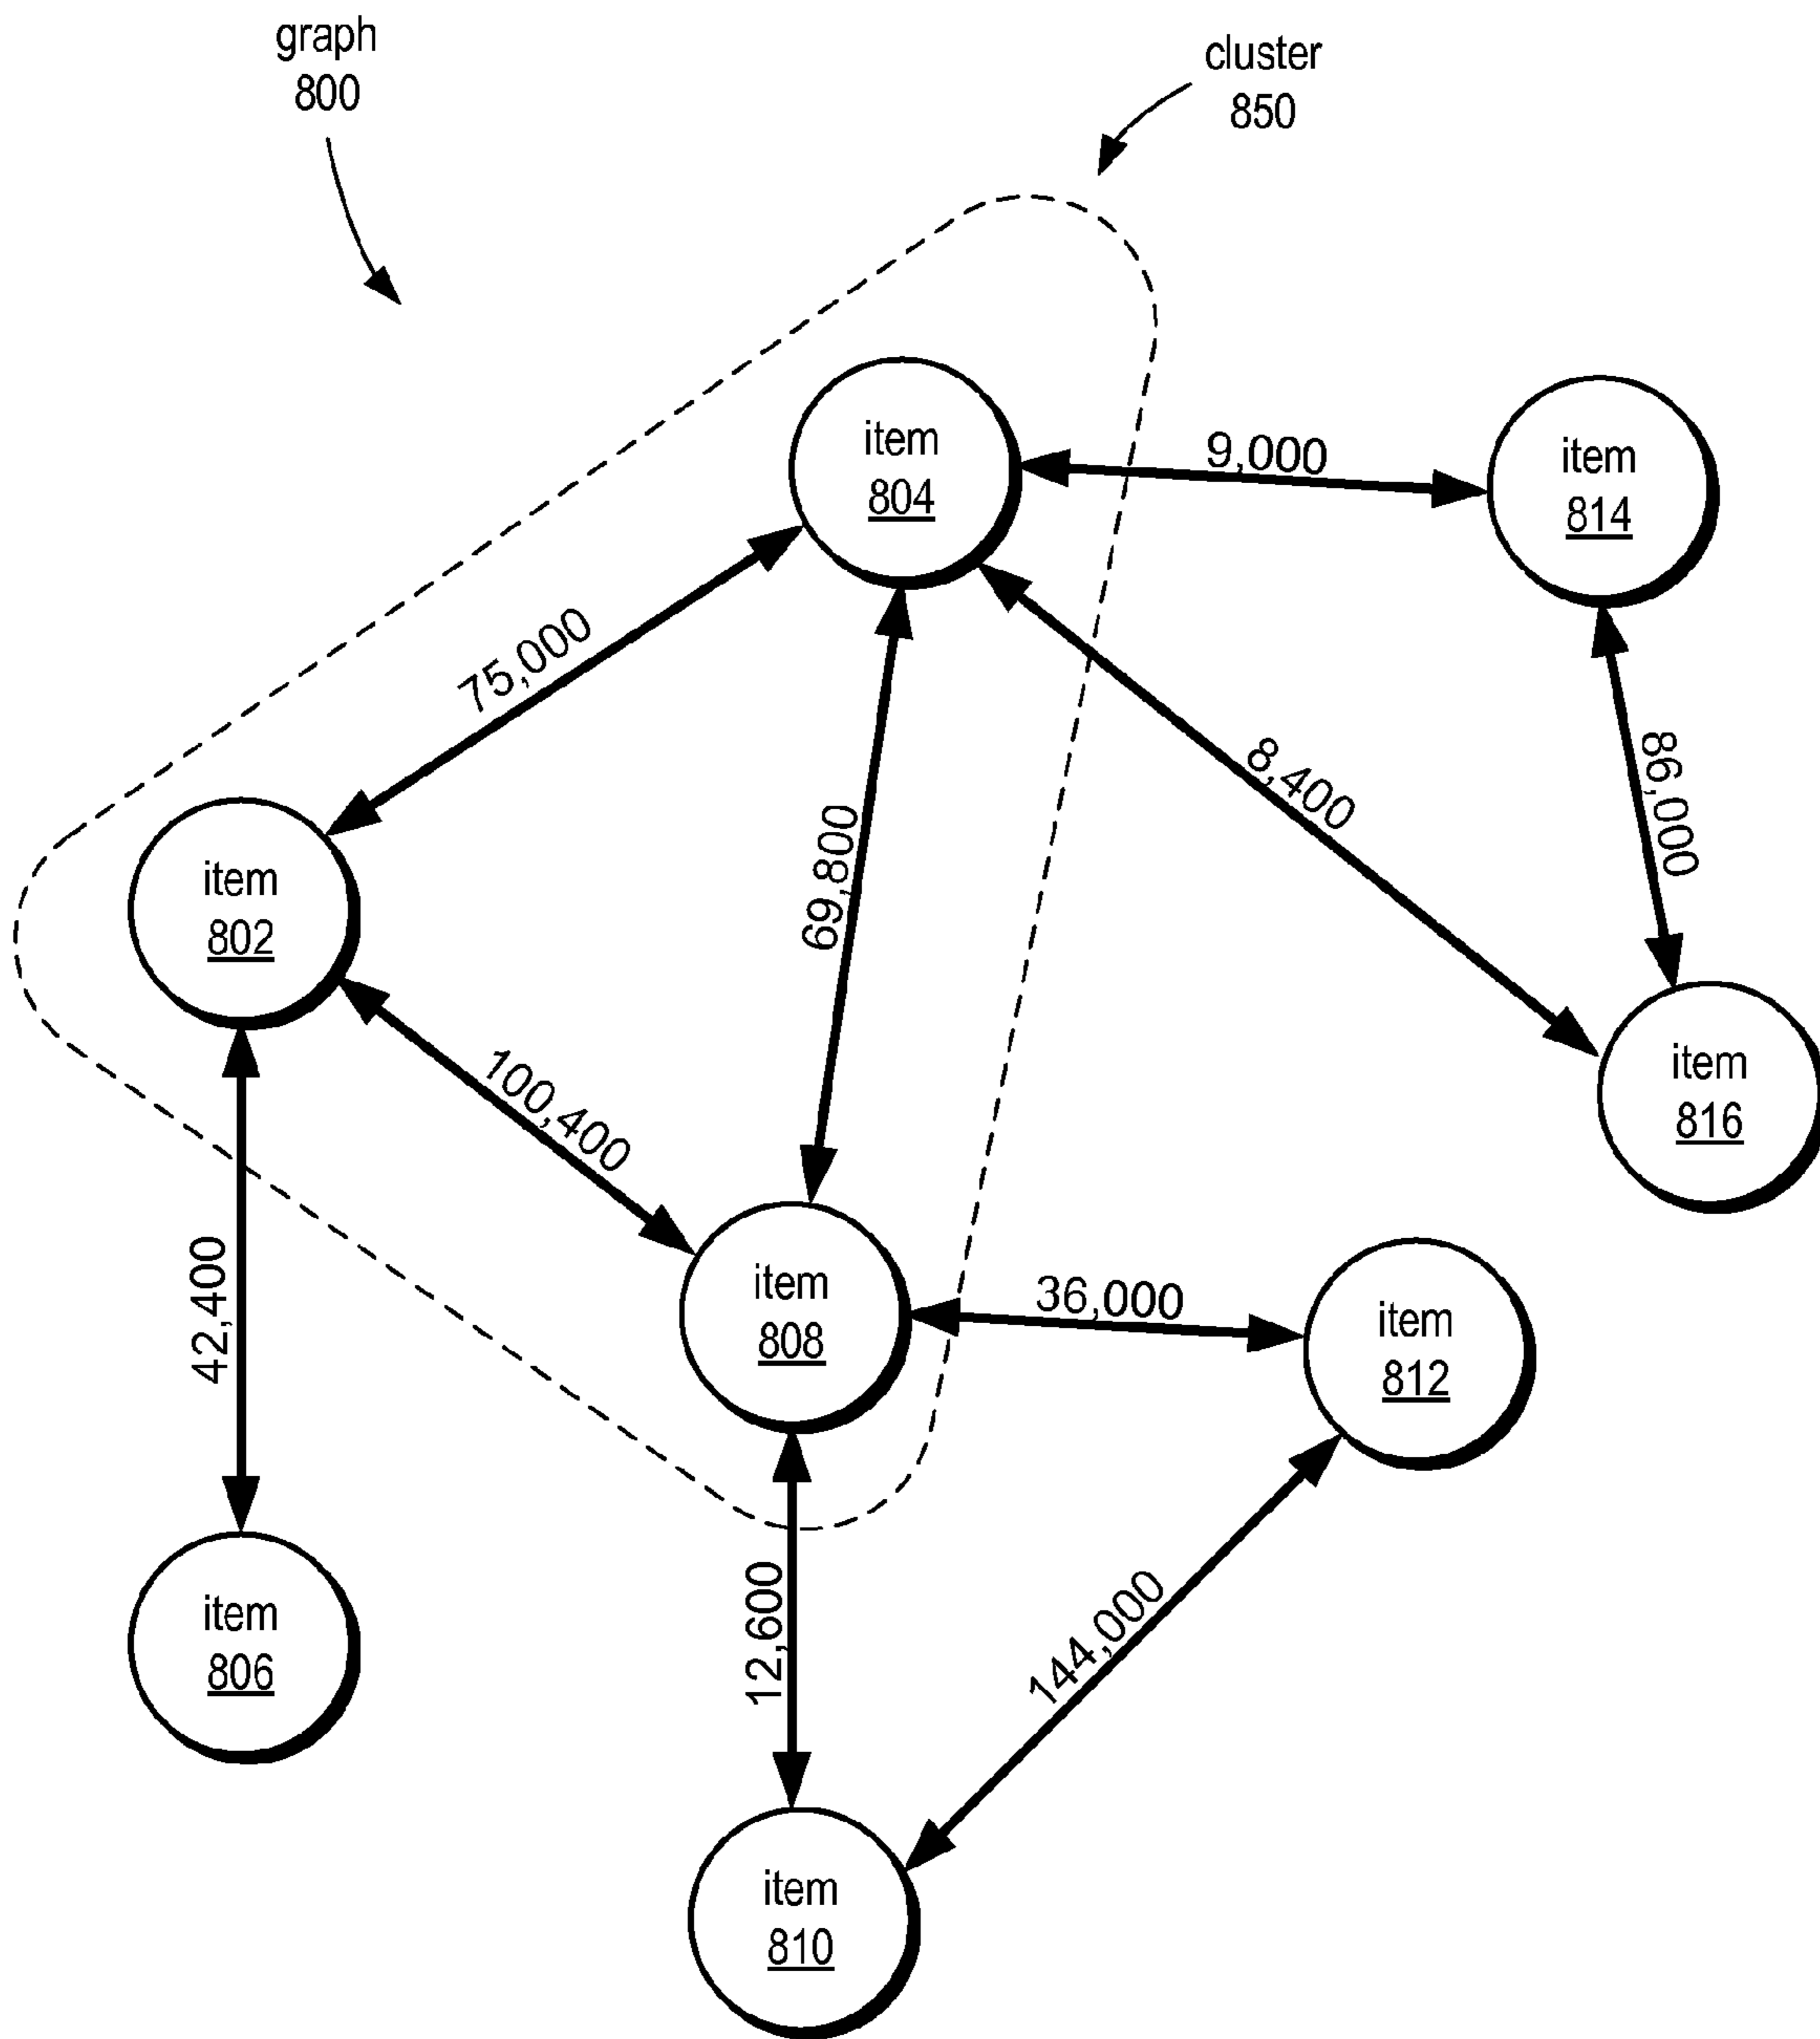 graph
800
cluster
850
item
804
9,000
item
814
75,000
8,400
86,000
69,800
item
802
100,400
item
816
42,400
item
808
36,000
item
812
item
806
12,600
144,000
item
810